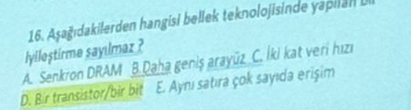 16. Aşağıdakilerden hangisi bellek teknolojisinde yapılan
İyileştirme sayılmaz?
A. Senkron DRAM B.Daha geniş arayüz C. İki kat veri hızı
D. Bir transistor/bir bit E. Aynı satıra çok sayıda erişim